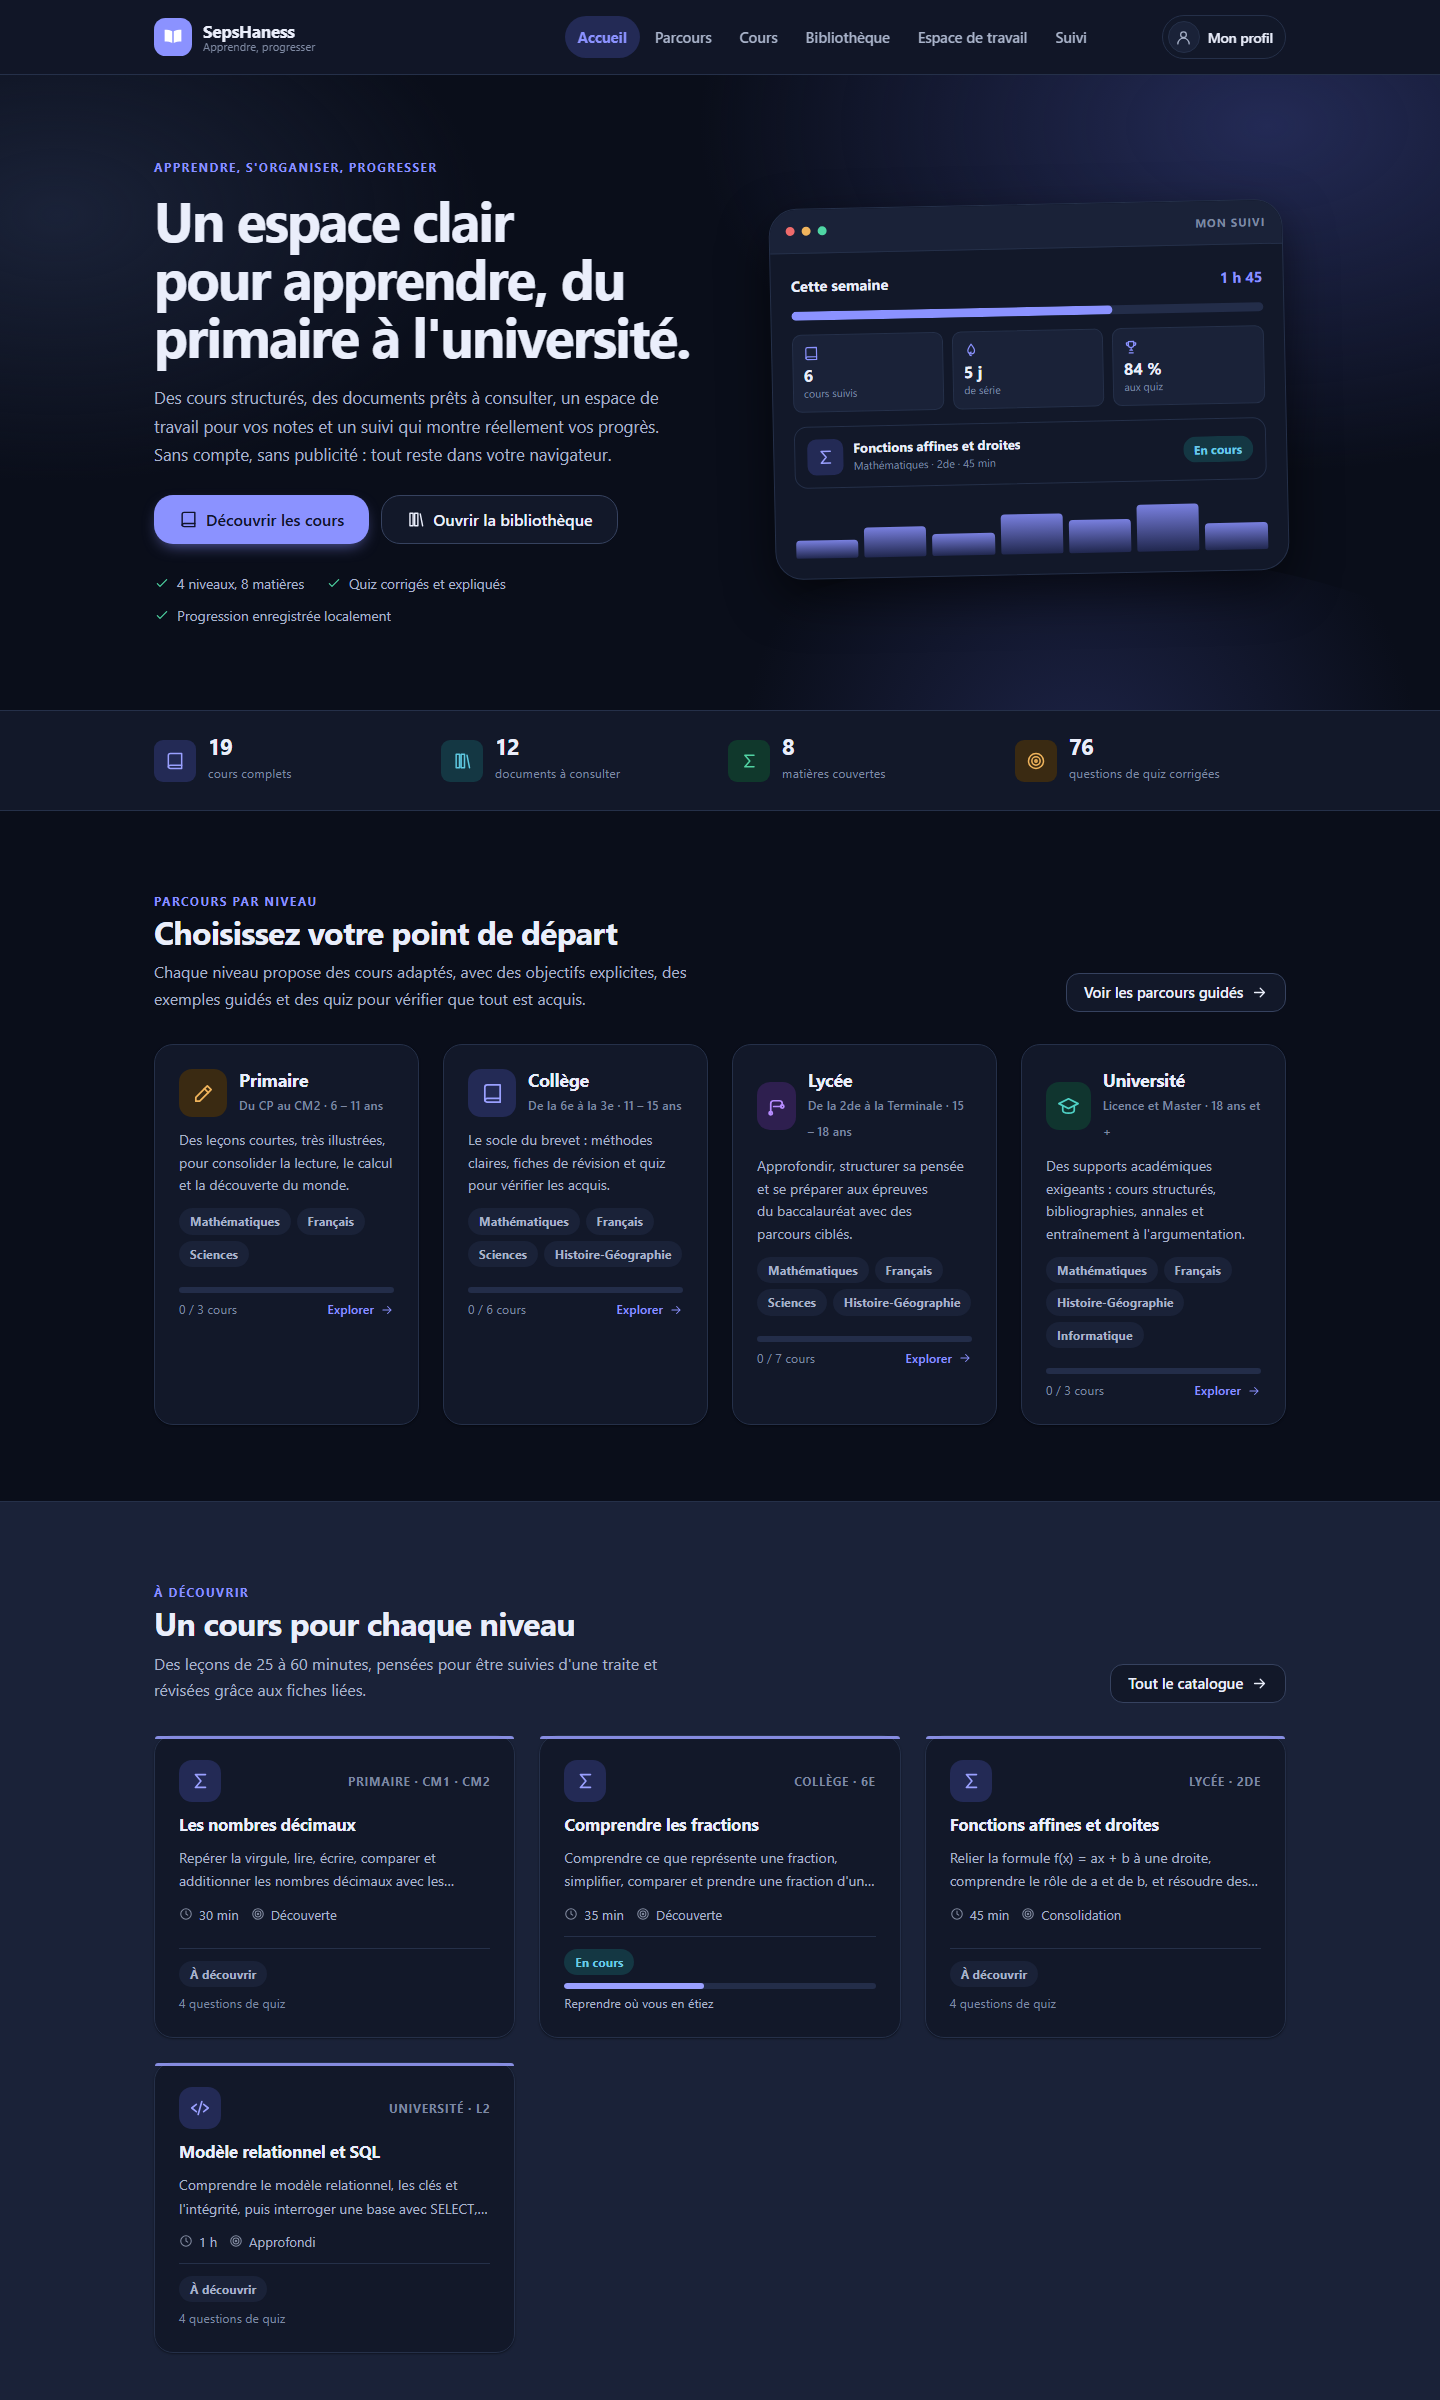 SepsHaness
Apprendre, progresser
Accueil
Parcours
Cours
Bibliothèque
Espace de travail
Suivi
Mon profil
APPRENDRE, S'ORGANISER, PROGRESSER
Un espace clair
pour apprendre, du
primaire à l'université.
Des cours structurés, des documents prêts à consulter, un espace de
travail pour vos notes et un suivi qui montre réellement vos progrès.
Sans compte, sans publicité : tout reste dans votre navigateur.
Découvrir les cours
Ouvrir la bibliothèque
4 niveaux, 8 matières
Quiz corrigés et expliqués
Progression enregistrée localement
MON SUIVI
Cette semaine
1 h 45
6
cours suivis
5 j
de série
84 %
aux quiz
Fonctions affines et droites
Mathématiques · 2de · 45 min
En cours
19
cours complets
12
documents à consulter
8
matières couvertes
76
questions de quiz corrigées
PARCOURS PAR NIVEAU
Choisissez votre point de départ
Chaque niveau propose des cours adaptés, avec des objectifs explicites, des
exemples guidés et des quiz pour vérifier que tout est acquis.
Voir les parcours guidés
Primaire
Du CP au CM2 · 6 – 11 ans
Des leçons courtes, très illustrées,
pour consolider la lecture, le calcul
et la découverte du monde.
Mathématiques
Français
Sciences
0 / 3 cours
Explorer
Collège
De la 6e à la 3e · 11 – 15 ans
Le socle du brevet : méthodes
claires, fiches de révision et quiz
pour vérifier les acquis.
Mathématiques
Français
Sciences
Histoire-Géographie
0 / 6 cours
Explorer
Lycée
De la 2de à la Terminale · 15
– 18 ans
Approfondir, structurer sa pensée
et se préparer aux épreuves
du baccalauréat avec des
parcours ciblés.
Mathématiques
Français
Sciences
Histoire-Géographie
0 / 7 cours
Explorer
Université
Licence et Master · 18 ans et
+
Des supports académiques
exigeants : cours structurés,
bibliographies, annales et
entraînement à l'argumentation.
Mathématiques
Français
Histoire-Géographie
Informatique
0 / 3 cours
Explorer
À DÉCOUVRIR
Un cours pour chaque niveau
Des leçons de 25 à 60 minutes, pensées pour être suivies d'une traite et
révisées grâce aux fiches liées.
Tout le catalogue
PRIMAIRE · CM1 · CM2
Les nombres décimaux
Repérer la virgule, lire, écrire, comparer et
additionner les nombres décimaux avec les...
30 min
Découverte
À découvrir
4 questions de quiz
COLLÈGE · 6E
Comprendre les fractions
Comprendre ce que représente une fraction,
simplifier, comparer et prendre une fraction d'un...
35 min
Découverte
En cours
Reprendre où vous en étiez
LYCÉE · 2DE
Fonctions affines et droites
Relier la formule f(x) = ax + b à une droite,
comprendre le rôle de a et de b, et résoudre des...
45 min
Consolidation
À découvrir
4 questions de quiz
UNIVERSITÉ · L2
Modèle relationnel et SQL
Comprendre le modèle relationnel, les clés et
l'intégrité, puis interroger une base avec SELECT,...
1 h
Approfondi
À découvrir
4 questions de quiz